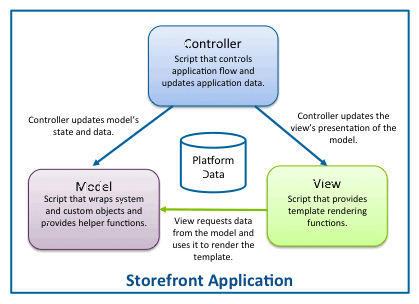 Controller
Script that controls
application flow and
updates application data.
Controller updates model's
state and data.
Controller updates the
view's presentation of the
model.
Platform
Data
Model
Script that wraps system
and custom objects and
provides helper functions.
View
Script that provides
template rendering
functions.
View requests data
from the model and
uses it to render the
template.
Storefront Application